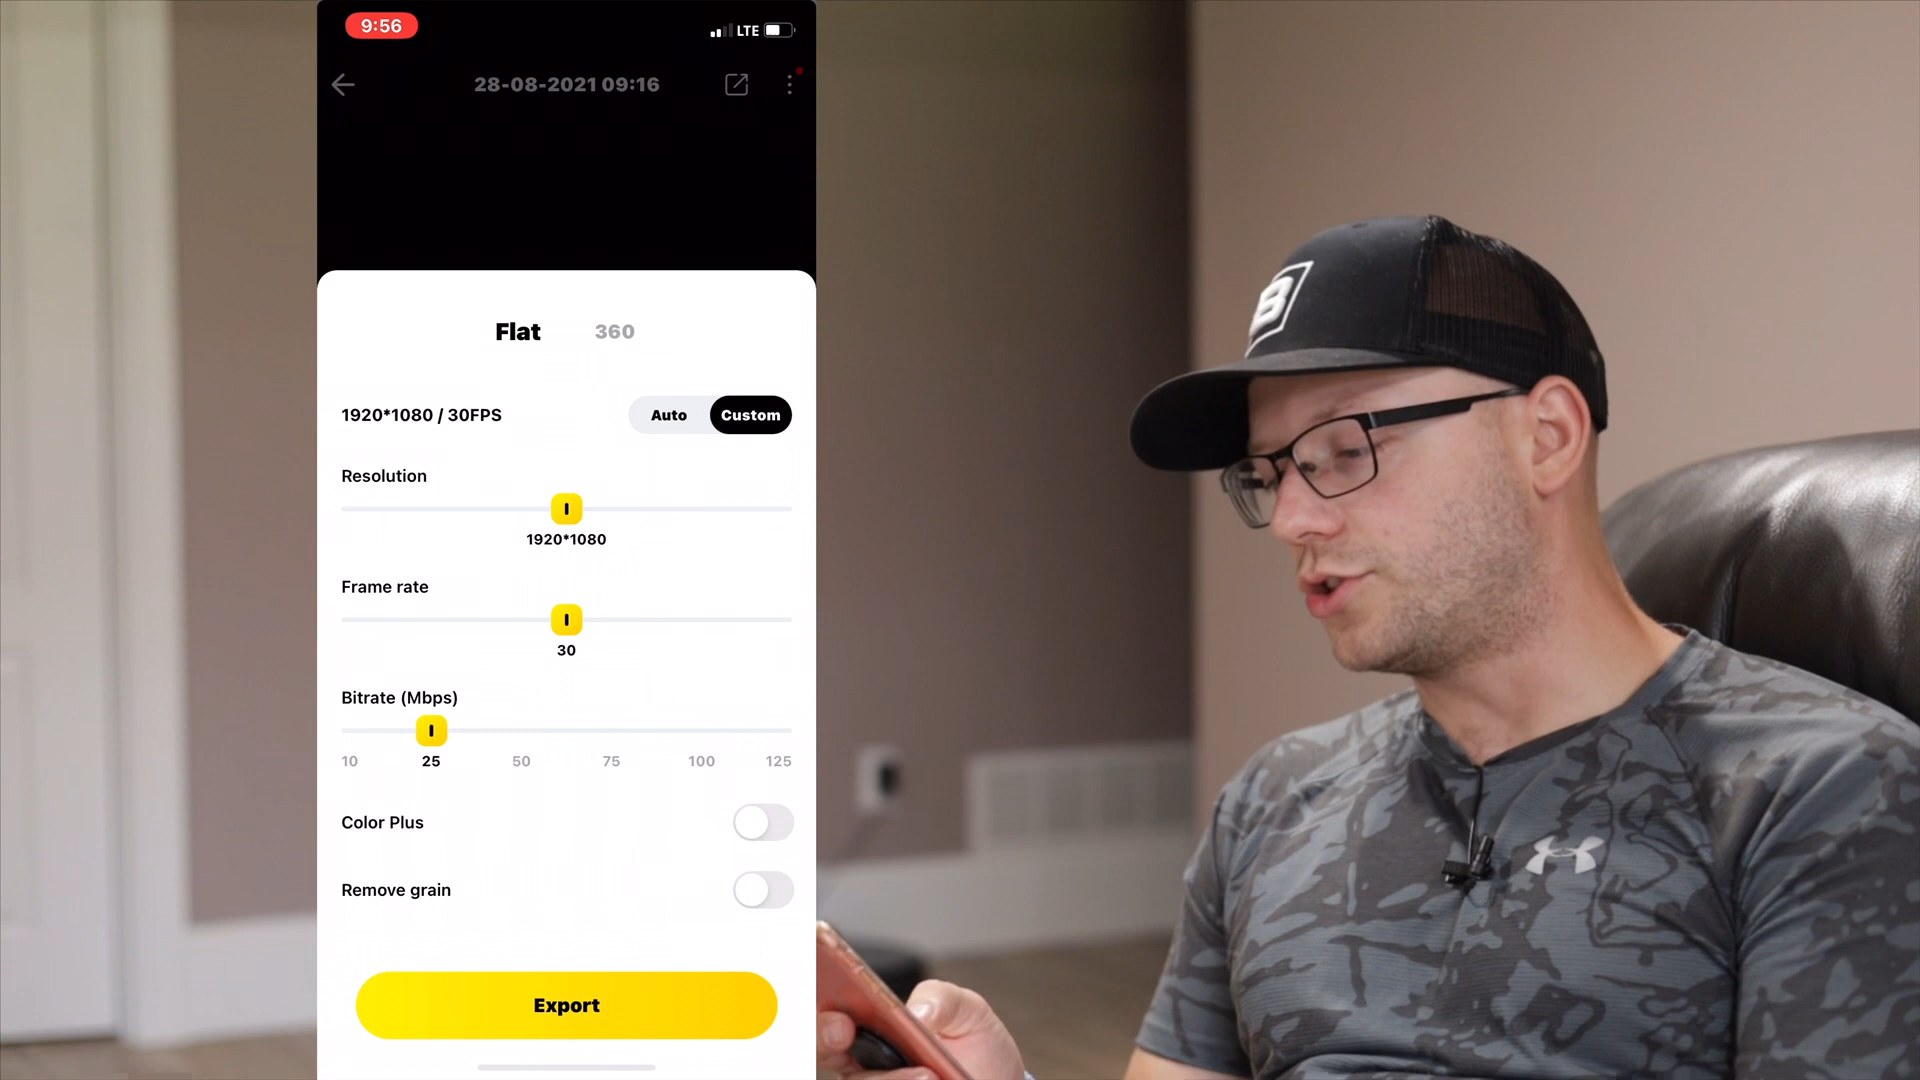 9:56
LTE
28-08-2021 09:16
Flat 360
1920*1080 / 30FPS Auto Custom
Resolution
1920*1080
Frame rate
30
Bitrate (Mbps)
10 25 50 75 100 125
Color Plus
Remove grain
Export
B